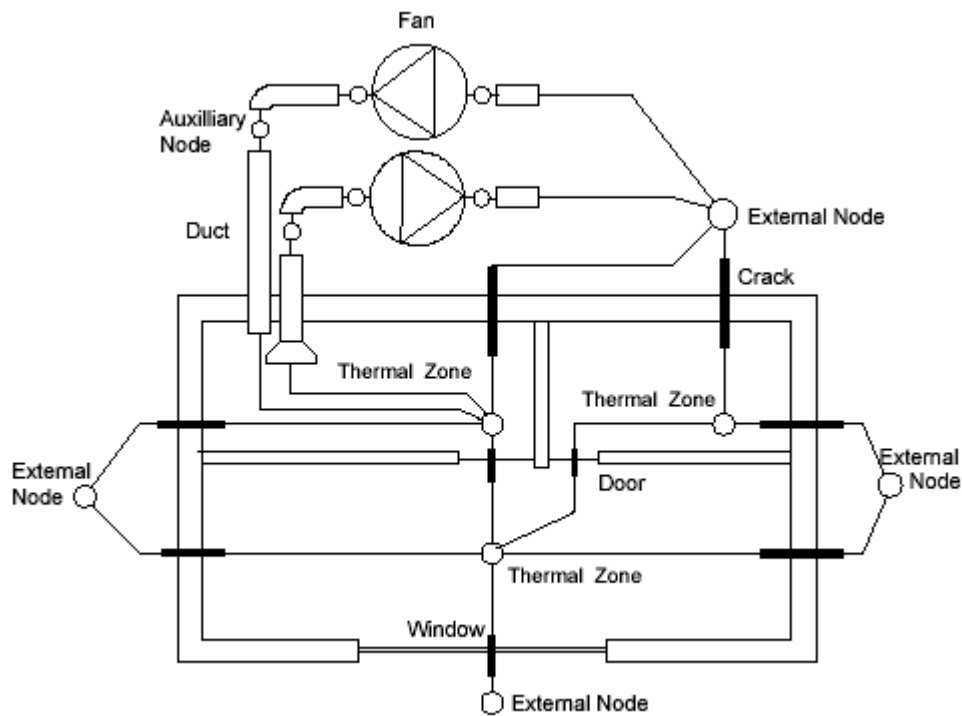 Fan
Auxilliary
Node
Duct
External Node
Crack
Thermal Zone
Thermal Zone
External
Node
External
Node
Door
Thermal Zone
Window
External Node